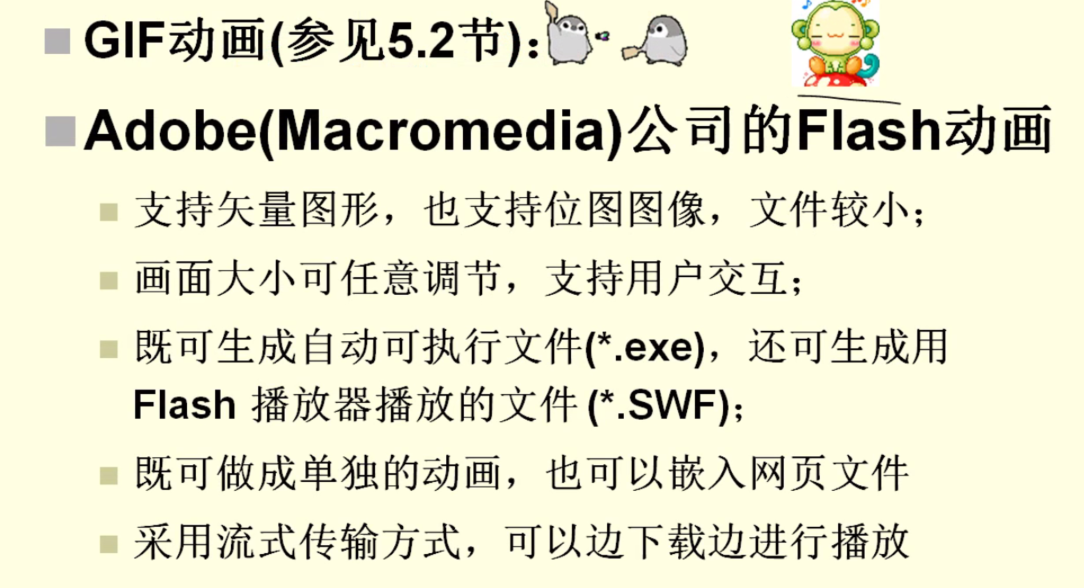 GIF动画(参见5.2节):
Adobe(Macromedia)公司的Flash动画
支持矢量图形，也支持位图图像，文件较小；
画面大小可任意调节，支持用户交互；
既可生成自动可执行文件(*.exe)，还可生成用
Flash 播放器播放的文件 (*.SWF)；
既可做成单独的动画，也可以嵌入网页文件
采用流式传输方式，可以边下载边进行播放